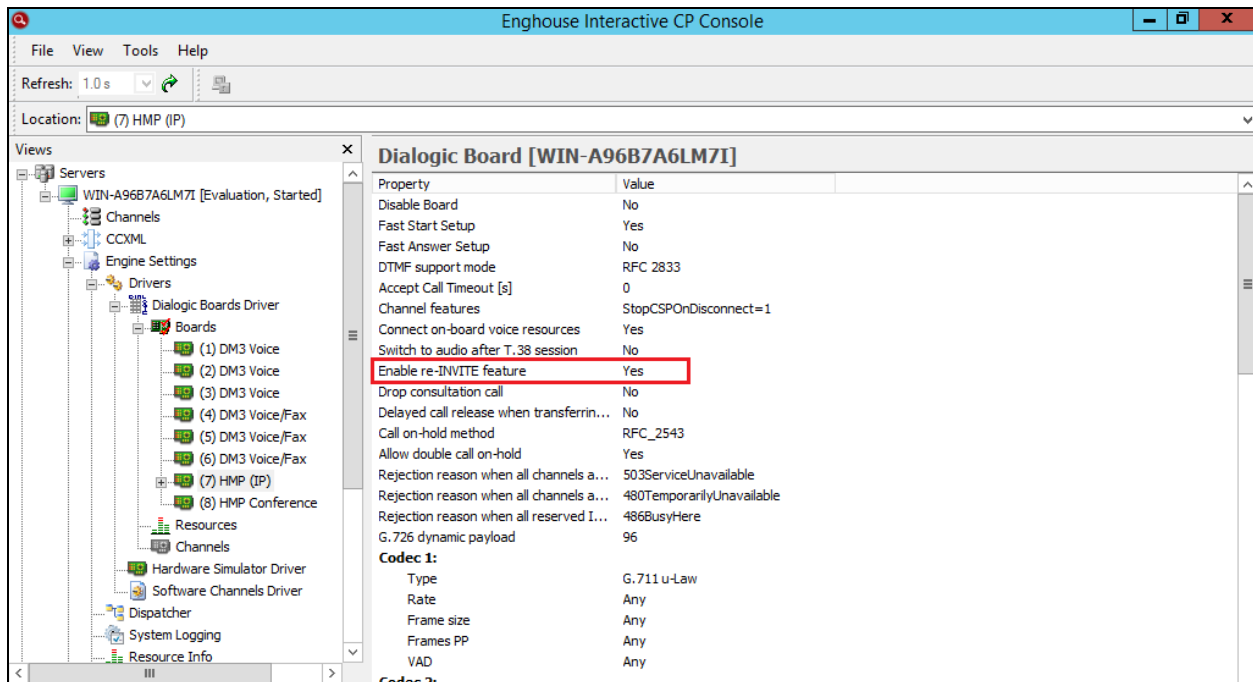 Enghouse Interactive CP Console
File View Tools Help
Refresh: 1.0 s
Location: (7) HMP (IP)
Views
Servers
WIN-A96B7A6LM7I [Evaluation, Started]
Channels
CCXML
Engine Settings
Drivers
Dialogic Boards Driver
Boards
(1) DM3 Voice
(2) DM3 Voice
(3) DM3 Voice
(4) DM3 Voice/Fax
(5) DM3 Voice/Fax
(6) DM3 Voice/Fax
(7) HMP (IP)
(8) HMP Conference
Resources
Channels
Hardware Simulator Driver
Software Channels Driver
Dispatcher
System Logging
Resource Info
Dialogic Board [WIN-A96B7A6LM7I]
Property Value
Disable Board No
Fast Start Setup Yes
Fast Answer Setup No
DTMF support mode RFC 2833
Accept Call Timeout [s] 0
Channel features StopCSPOnDisconnect=1
Connect on-board voice resources Yes
Switch to audio after T.38 session No
Enable re-INVITE feature Yes
Drop consultation call No
Delayed call release when transferrin... No
Call on-hold method RFC_2543
Allow double call on-hold Yes
Rejection reason when all channels a... 503ServiceUnavailable
Rejection reason when all channels a... 480TemporarilyUnavailable
Rejection reason when all reserved I... 486BusyHere
G.726 dynamic payload 96
Codec 1:
Type G.711 u-Law
Rate Any
Frame size Any
Frames PP Any
VAD Any
Codec 2: